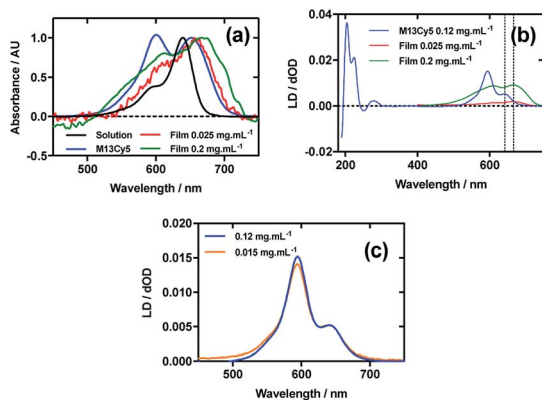 (a)
Absorbance / AU
1.0
0.5
0.0
-0.5
Solution
Film 0.025 mg.mL-1
M13Cy5
Film 0.2 mg.mL-1
500
600
700
Wavelength / nm
(b)
LD / dOD
0.04
0.02
0.00
-0.02
M13Cy5 0.12 mg.mL-1
Film 0.025 mg.mL-1
Film 0.2 mg.mL-1
200
400
600
Wavelength / nm
(c)
LD / dOD
0.020
0.015
0.010
0.005
0.000
0.12 mg.mL-1
0.015 mg.mL-1
500
600
700
Wavelength / nm